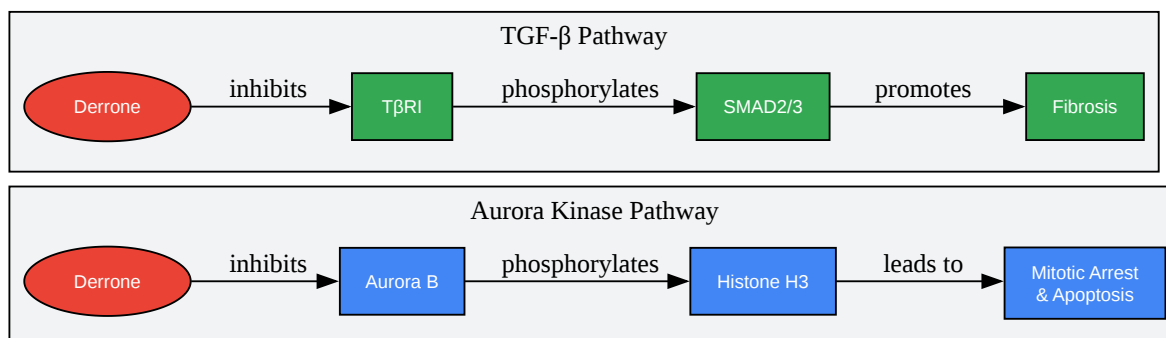 TGF-β Pathway
Derrone
inhibits
TβRI
phosphorylates
SMAD2/3
promotes
Fibrosis
Aurora Kinase Pathway
Derrone
inhibits
Aurora B
phosphorylates
Histone H3
leads to
Mitotic Arrest
& Apoptosis